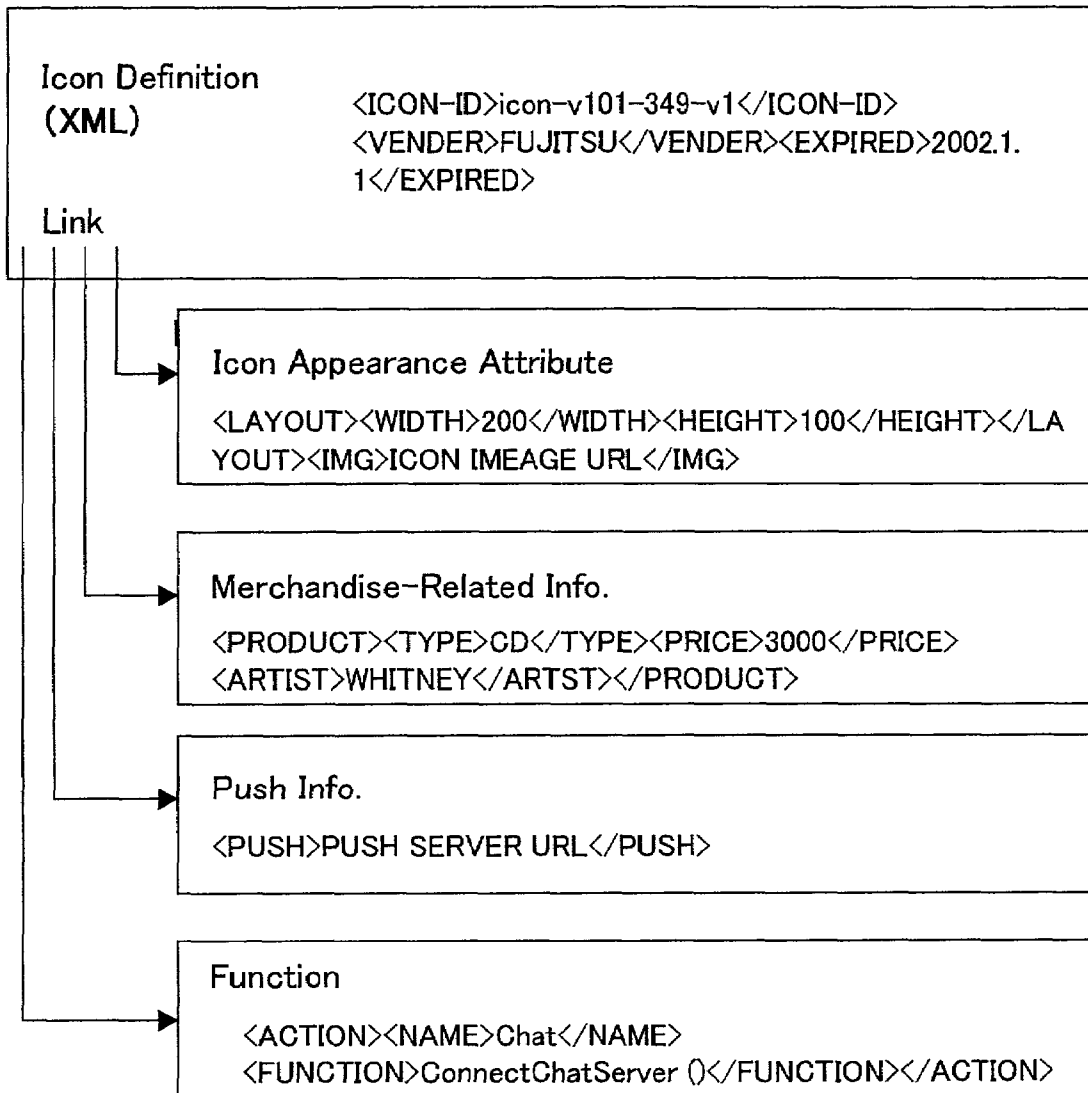 Icon Definition
(XML)
<ICON-ID>icon-v101-349-v1</ICON-ID>
<VENDER>FUJITSU</VENDER><EXPIRED>2002.1.
1</EXPIRED>
Link
Icon Appearance Attribute
<LAYOUT><WIDTH>200</WIDTH><HEIGHT>100</HEIGHT></LA
YOUT><IMG>ICON IMEAGE URL</IMG>
Merchandise-Related Info.
<PRODUCT><TYPE>CD</TYPE><PRICE>3000</PRICE>
<ARTIST>WHITNEY</ARTST></PRODUCT>
Push Info.
<PUSH>PUSH SERVER URL</PUSH>
Function
<ACTION><NAME>Chat</NAME>
<FUNCTION>ConnectChatServer ()</FUNCTION></ACTION>